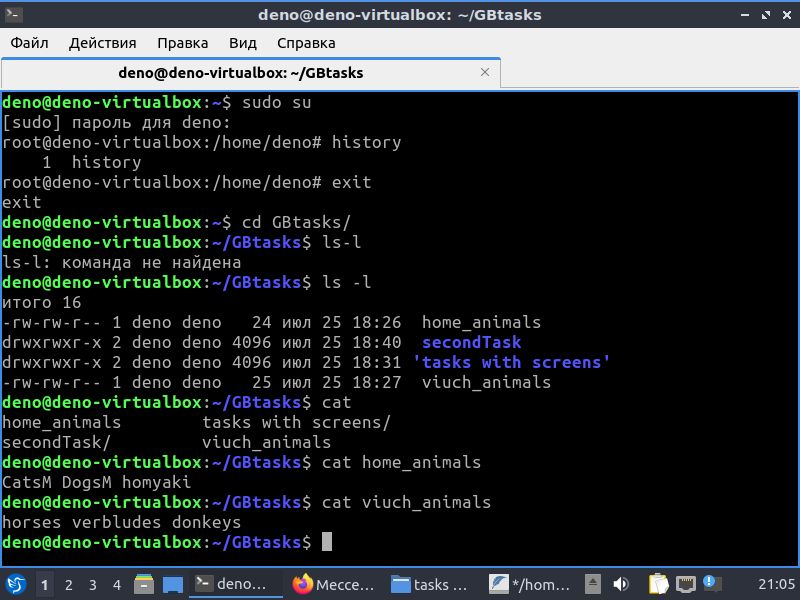 deno@deno-virtualbox: ~/GBtasks
Файл Действия Правка Вид Справка
deno@deno-virtualbox: ~/GBtasks
deno@deno-virtualbox:~$ sudo su
[sudo] пароль для deno:
root@deno-virtualbox:/home/deno# history
    1  history
root@deno-virtualbox:/home/deno# exit
exit
deno@deno-virtualbox:~$ cd GBtasks/
deno@deno-virtualbox:~/GBtasks$ ls-l
ls-l: команда не найдена
deno@deno-virtualbox:~/GBtasks$ ls -l
итого 16
-rw-rw-r-- 1 deno deno   24 июл 25 18:26  home_animals
drwxrwxr-x 2 deno deno 4096 июл 25 18:40  secondTask
drwxrwxr-x 2 deno deno 4096 июл 25 18:31 'tasks with screens'
-rw-rw-r-- 1 deno deno   25 июл 25 18:27  viuch_animals
deno@deno-virtualbox:~/GBtasks$ cat
home_animals        tasks with screens/
secondTask/         viuch_animals
deno@deno-virtualbox:~/GBtasks$ cat home_animals
CatsM DogsM homyaki
deno@deno-virtualbox:~/GBtasks$ cat viuch_animals
horses verbludes donkeys
deno@deno-virtualbox:~/GBtasks$
1 2 3 4 deno... Мессе... tasks ... */hom... 21:05